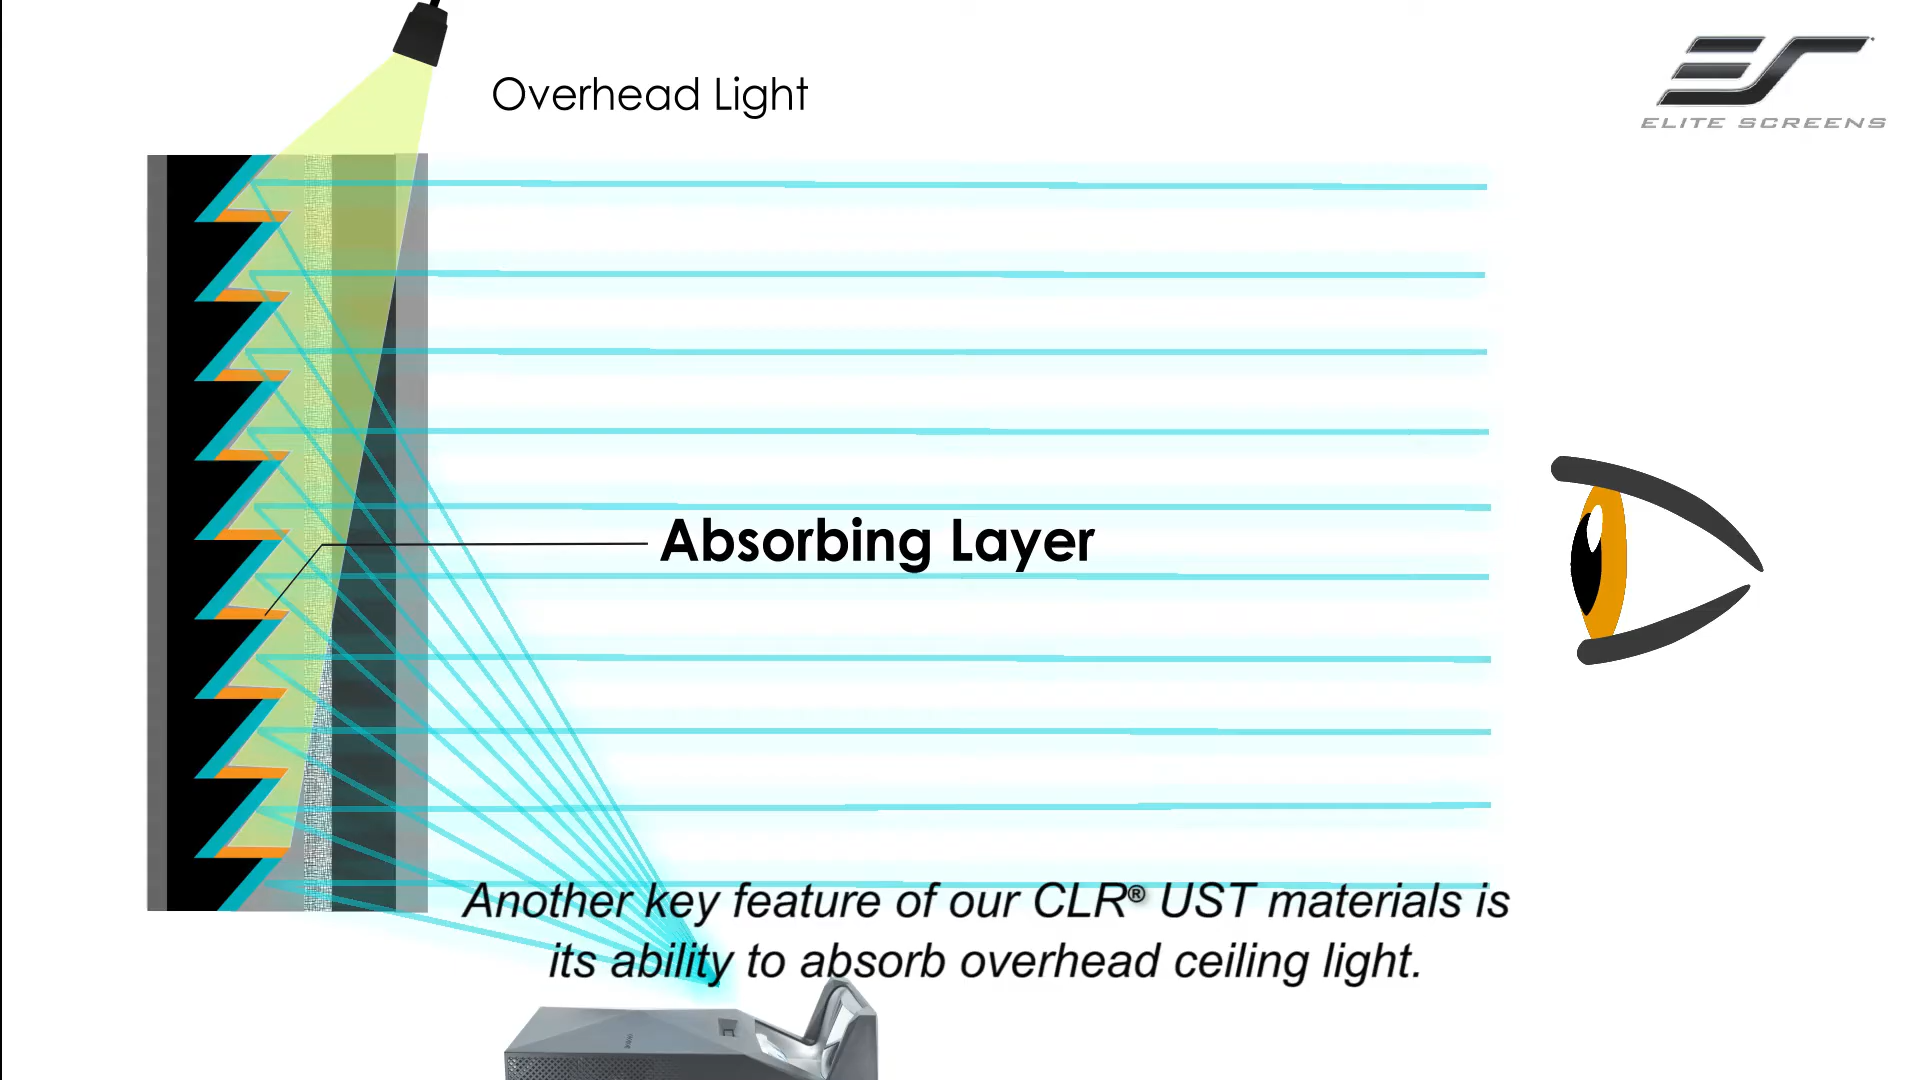 Overhead Light
ELITE SCREENS
Absorbing Layer
Another key feature of our CLR® UST materials is
its ability to absorb overhead ceiling light.